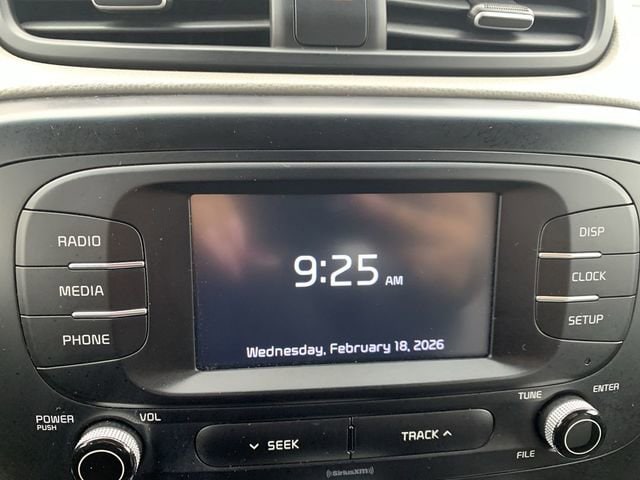 RADIO
MEDIA
PHONE
9:25 AM
Wednesday, February 18, 2026
DISP
CLOCK
SETUP
POWER
PUSH
VOL
SEEK
TRACK
TUNE
ENTER
FILE
SiriusXM